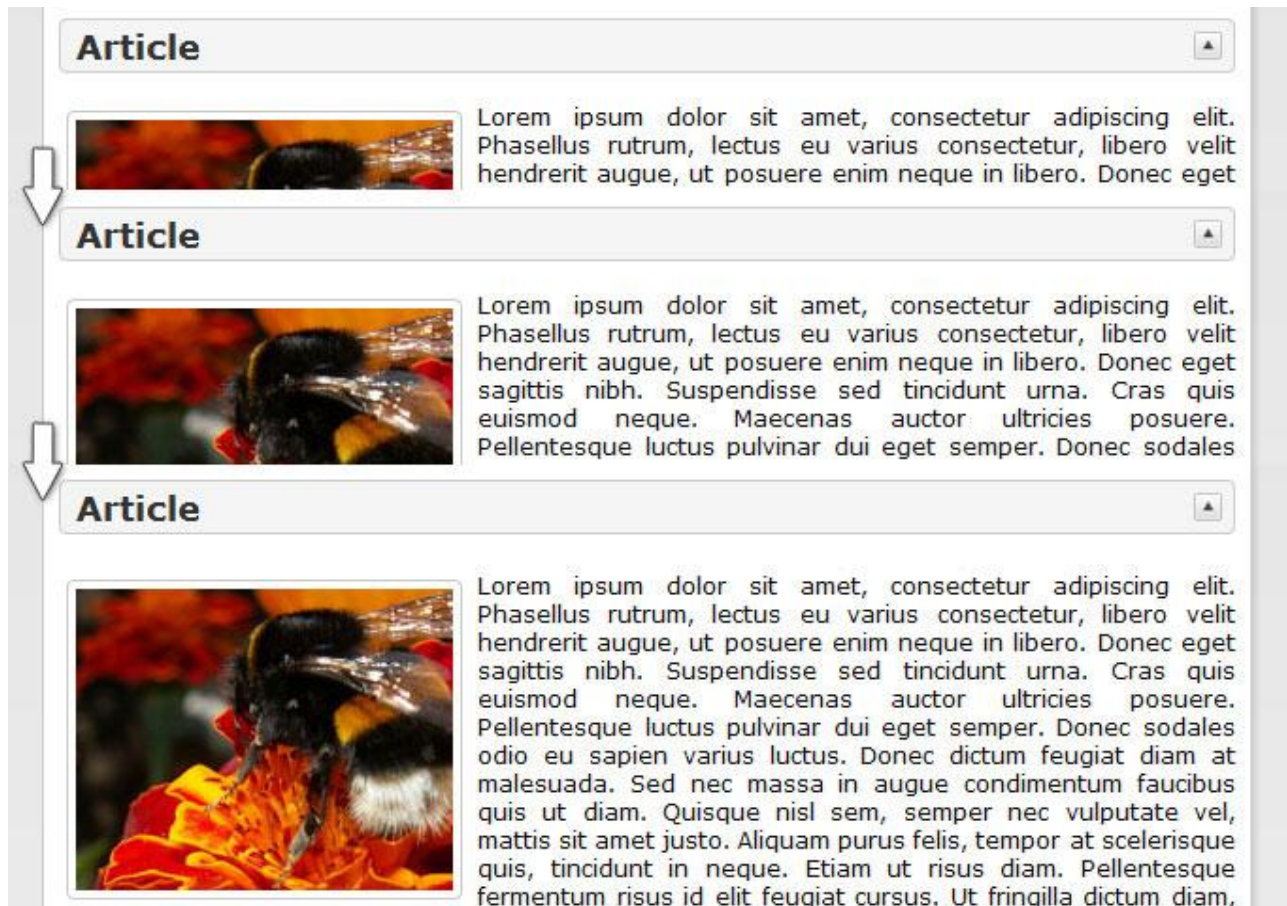 Article
Lorem ipsum dolor sit amet, consectetur adipiscing elit.
Phasellus rutrum, lectus eu varius consectetur, libero velit
hendrerit augue, ut posuere enim neque in libero. Donec eget
Article
Lorem ipsum dolor sit amet, consectetur adipiscing elit.
Phasellus rutrum, lectus eu varius consectetur, libero velit
hendrerit augue, ut posuere enim neque in libero. Donec eget
sagittis nibh. Suspendisse sed tincidunt urna. Cras quis
euismod neque. Maecenas auctor ultricies posuere.
Pellentesque luctus pulvinar dui eget semper. Donec sodales
Article
Lorem ipsum dolor sit amet, consectetur adipiscing elit.
Phasellus rutrum, lectus eu varius consectetur, libero velit
hendrerit augue, ut posuere enim neque in libero. Donec eget
sagittis nibh. Suspendisse sed tincidunt urna. Cras quis
euismod neque. Maecenas auctor ultricies posuere.
Pellentesque luctus pulvinar dui eget semper. Donec sodales
odio eu sapien varius luctus. Donec dictum feugiat diam at
malesuada. Sed nec massa in augue condimentum faucibus
quis ut diam. Quisque nisl sem, semper nec vulputate vel,
mattis sit amet justo. Aliquam purus felis, tempor at scelerisque
quis, tincidunt in neque. Etiam ut risus diam. Pellentesque
fermentum risus id elit feugiat cursus. Ut fringilla dictum diam,